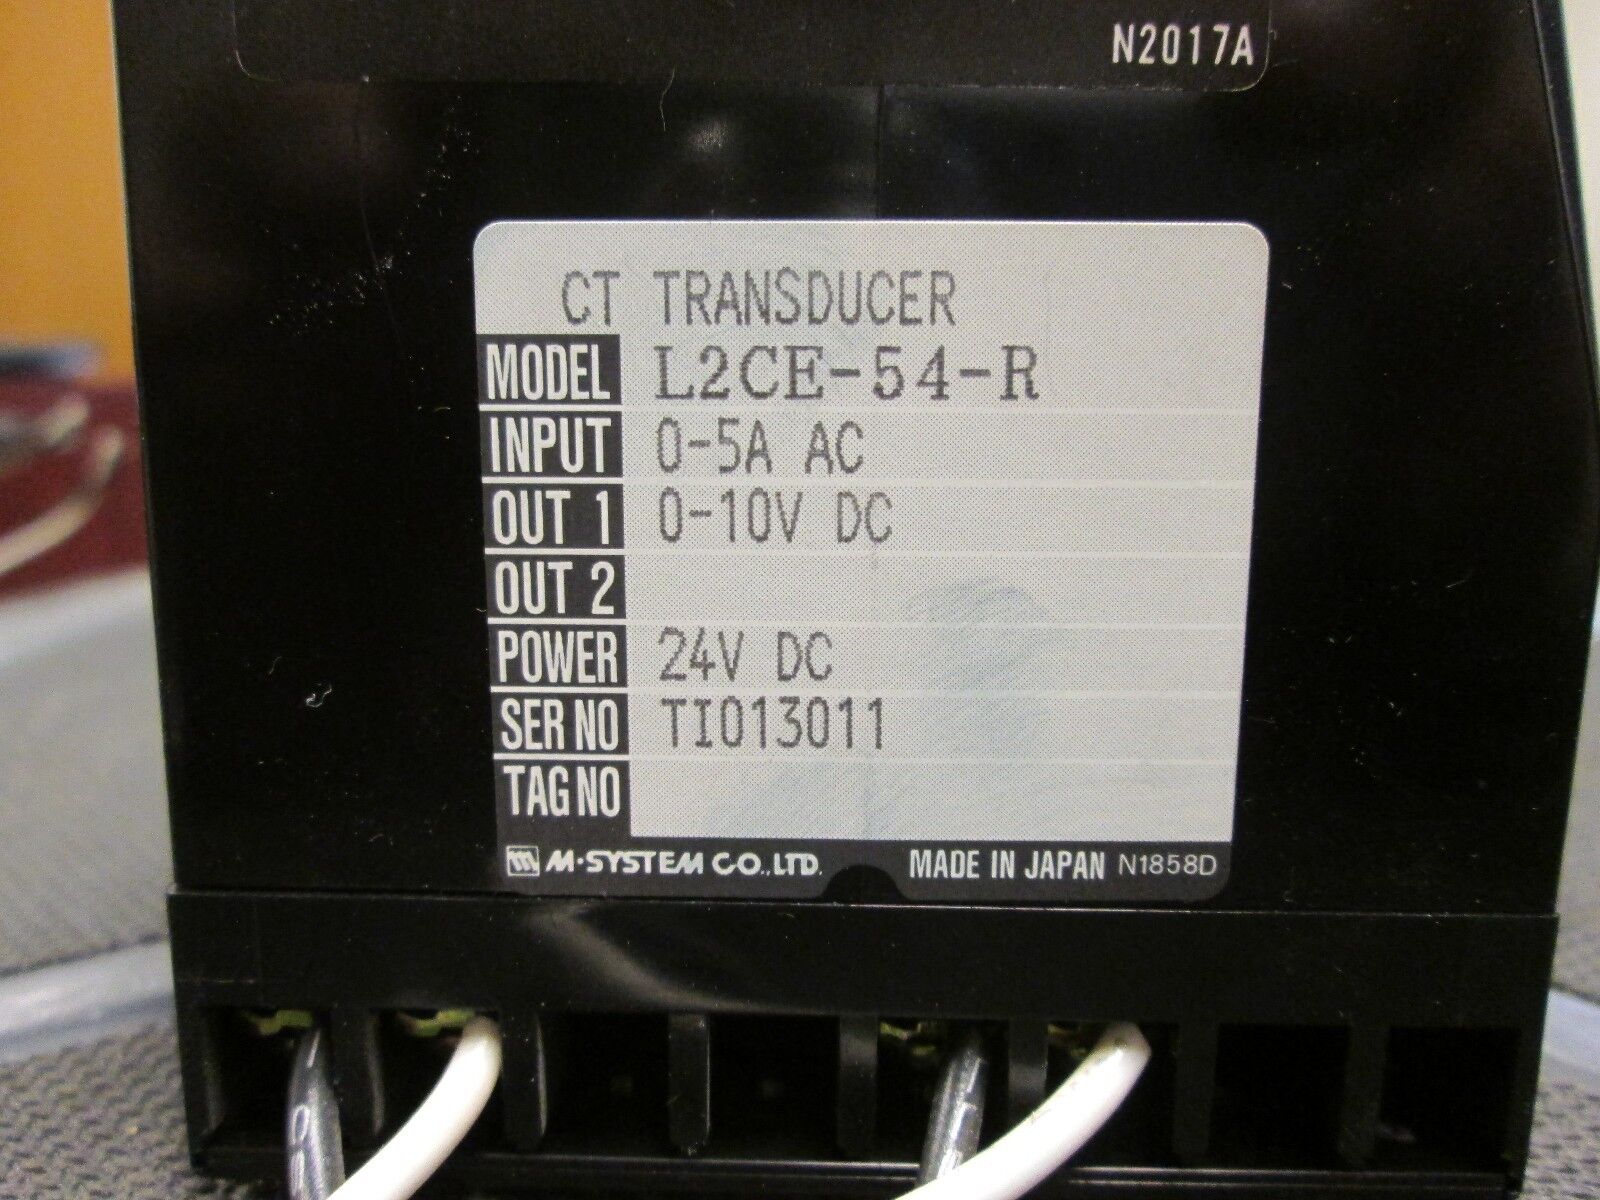 N2017A
CT TRANSDUCER
MODEL L2CE-54-R
INPUT 0-5A AC
OUT 1 0-10V DC
OUT 2
POWER 24V DC
SER NO TI013011
TAG NO
M-SYSTEM CO.,LTD. MADE IN JAPAN N1858D